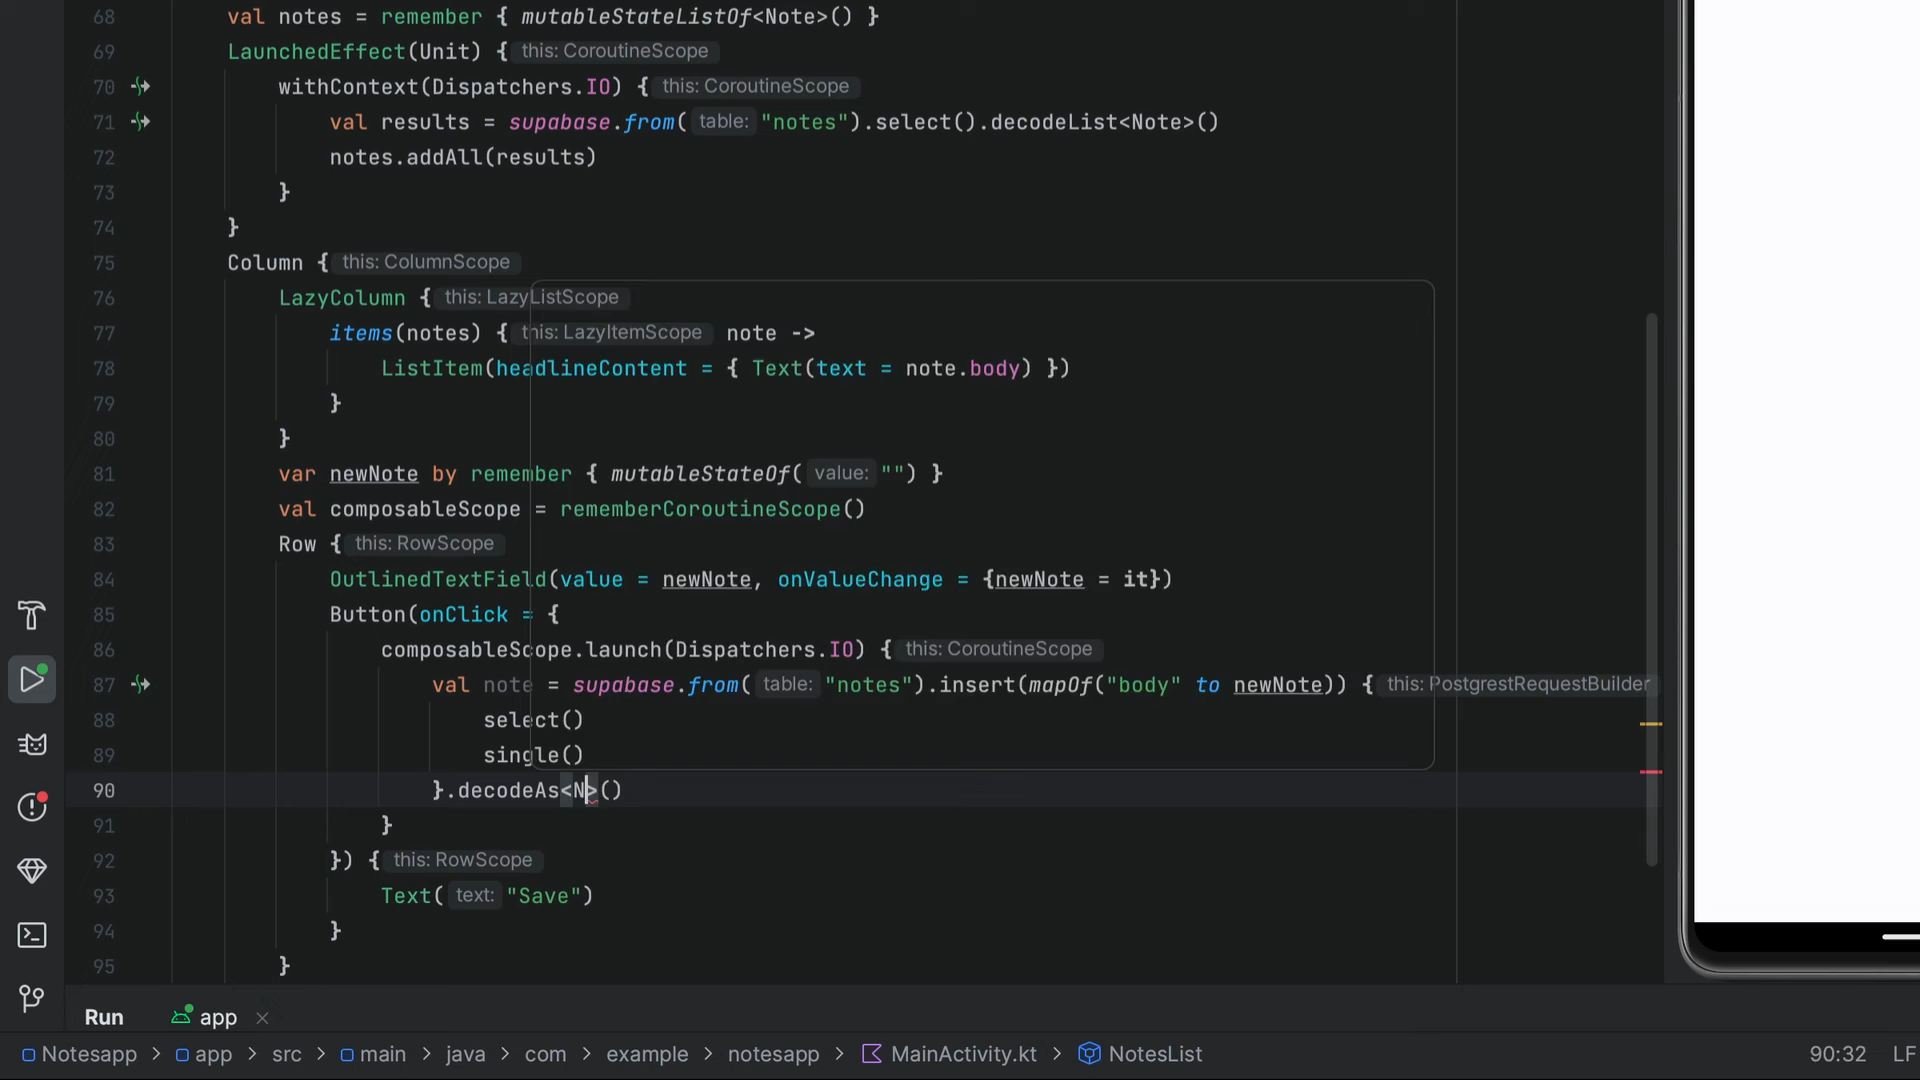 68 val notes = remember { mutableStateListOf<Note>() }
69 LaunchedEffect(Unit) { this: CoroutineScope
70 withContext(Dispatchers.IO) { this: CoroutineScope
71 val results = supabase.from( table: "notes").select().decodeList<Note>()
72 notes.addAll(results)
73 }
74 }
75 Column { this: ColumnScope
76 LazyColumn { this: LazyListScope
77 items(notes) { this: LazyItemScope note ->
78 ListItem(headlineContent = { Text(text = note.body) })
79 }
80 }
81 var newNote by remember { mutableStateOf( value: "") }
82 val composableScope = rememberCoroutineScope()
83 Row { this: RowScope
84 OutlinedTextField(value = newNote, onValueChange = {newNote = it})
85 Button(onClick = {
86 composableScope.launch(Dispatchers.IO) { this: CoroutineScope
87 val note = supabase.from( table: "notes").insert(mapOf("body" to newNote)) { this: PostgrestRequestBuilder
88 select()
89 single()
90 }.decodeAs<N>()
91 }
92 }) { this: RowScope
93 Text( text: "Save")
94 }
95 }
Run app
Notesapp > app > src > main > java > com > example > notesapp > MainActivity.kt > NotesList 90:32 LF